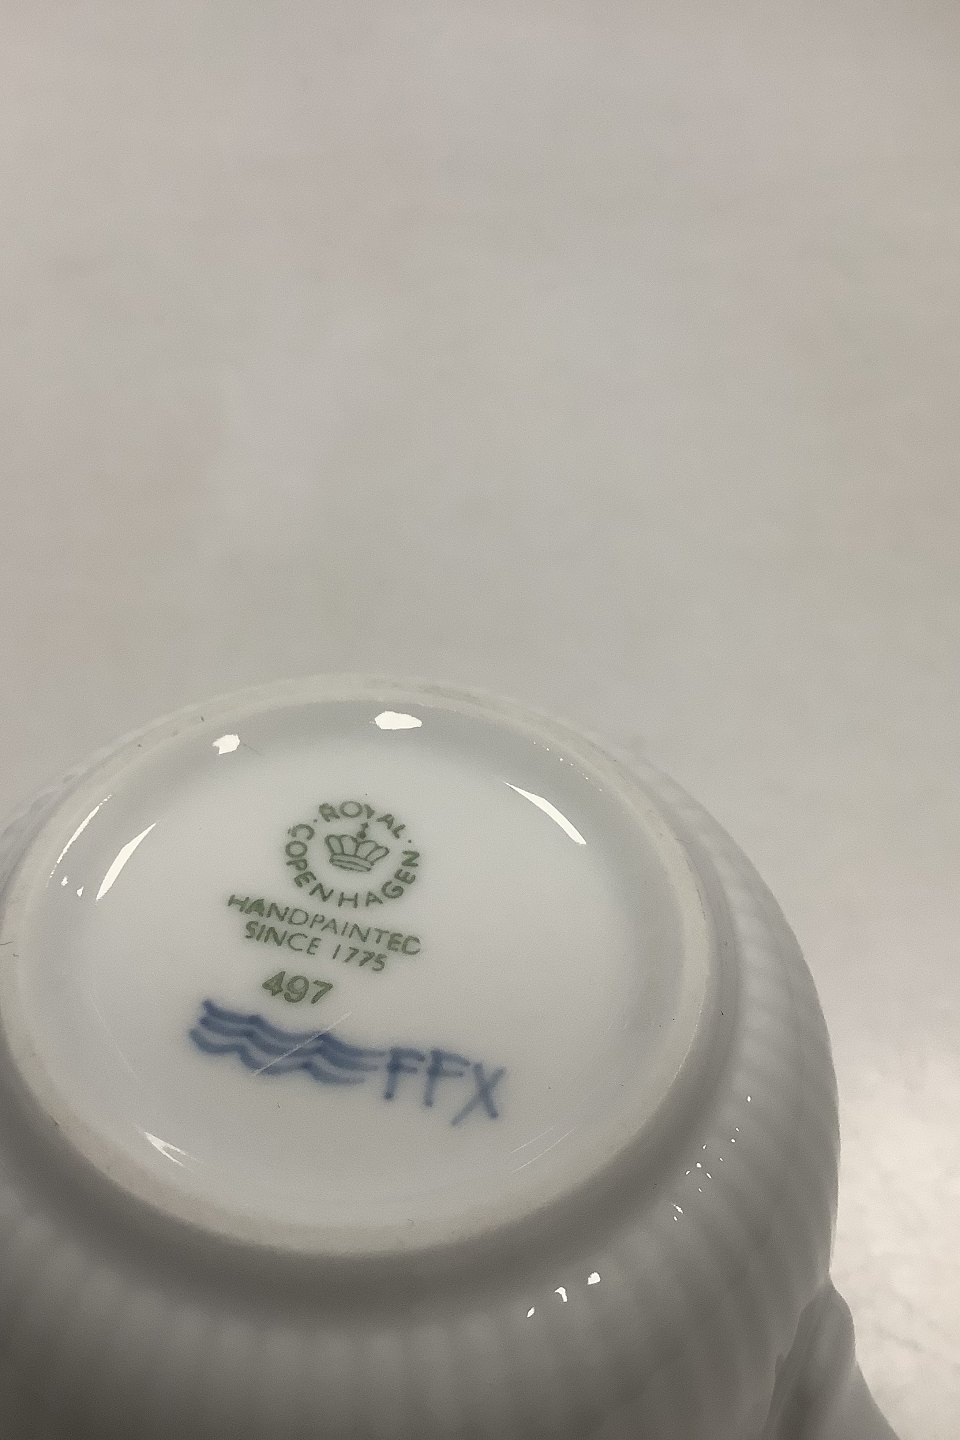 ROYAL
COPENHAGEN
HANDPAINTED
SINCE 1775
497
FFX